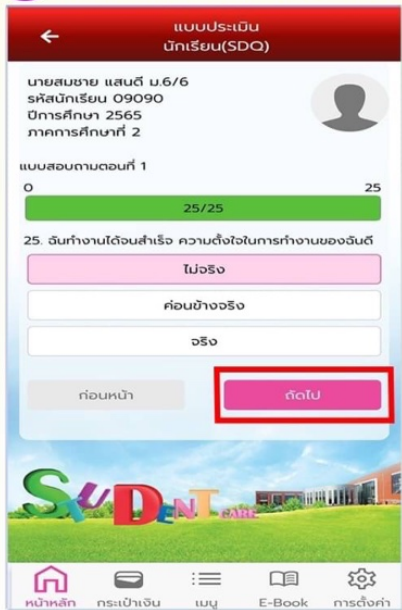 แบบประเมิน
นักเรียน(SDQ)
นายสมชาย แสนดี ม.6/6
รหัสนักเรียน 09090
ปีการศึกษา 2565
ภาคการศึกษาที่ 2
แบบสอบถามตอนที่ 1
0 25
25/25
25. ฉันทำงานได้จนสำเร็จ ความตั้งใจในการทำงานของฉันดี
ไม่จริง
ค่อนข้างจริง
จริง
ก่อนหน้า ถัดไป
STUDENT CARE
หน้าหลัก กระเป๋าเงิน เมนู E-Book การตั้งค่า